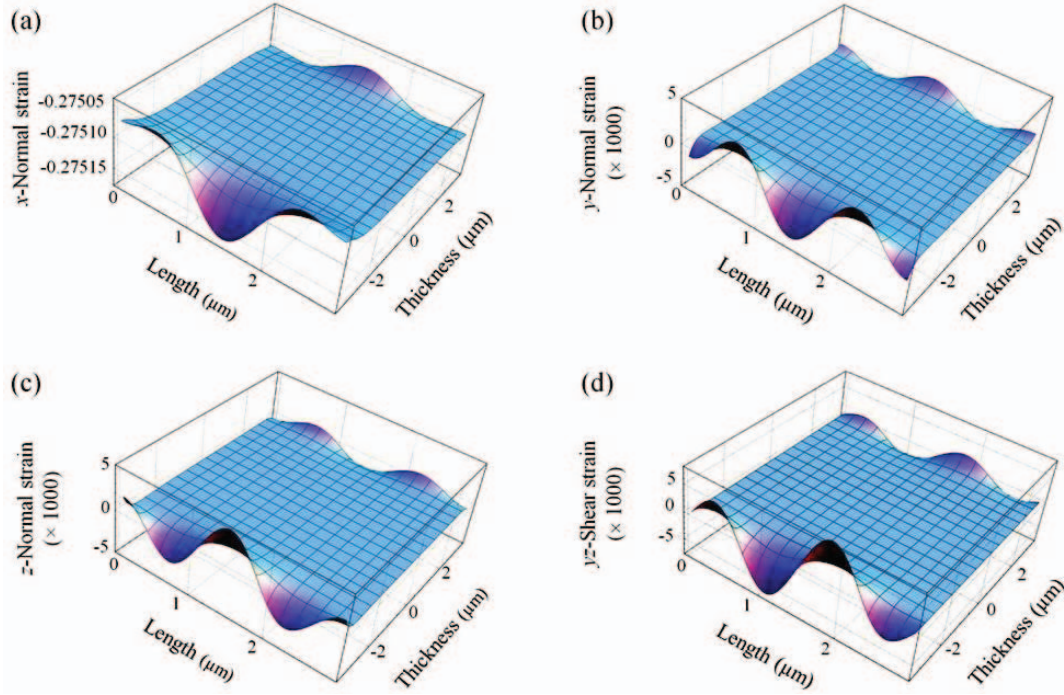 (a)
x-Normal strain
-0.27505
-0.27510
-0.27515
0
1
2
Length (µm)
-2
0
2
Thickness (µm)
(b)
y-Normal strain
(× 1000)
5
0
-5
0
1
2
Length (µm)
-2
0
2
Thickness (µm)
(c)
z-Normal strain
(× 1000)
5
0
-5
0
1
2
Length (µm)
-2
0
2
Thickness (µm)
(d)
yz-Shear strain
(× 1000)
5
0
-5
0
1
2
Length (µm)
-2
0
2
Thickness (µm)